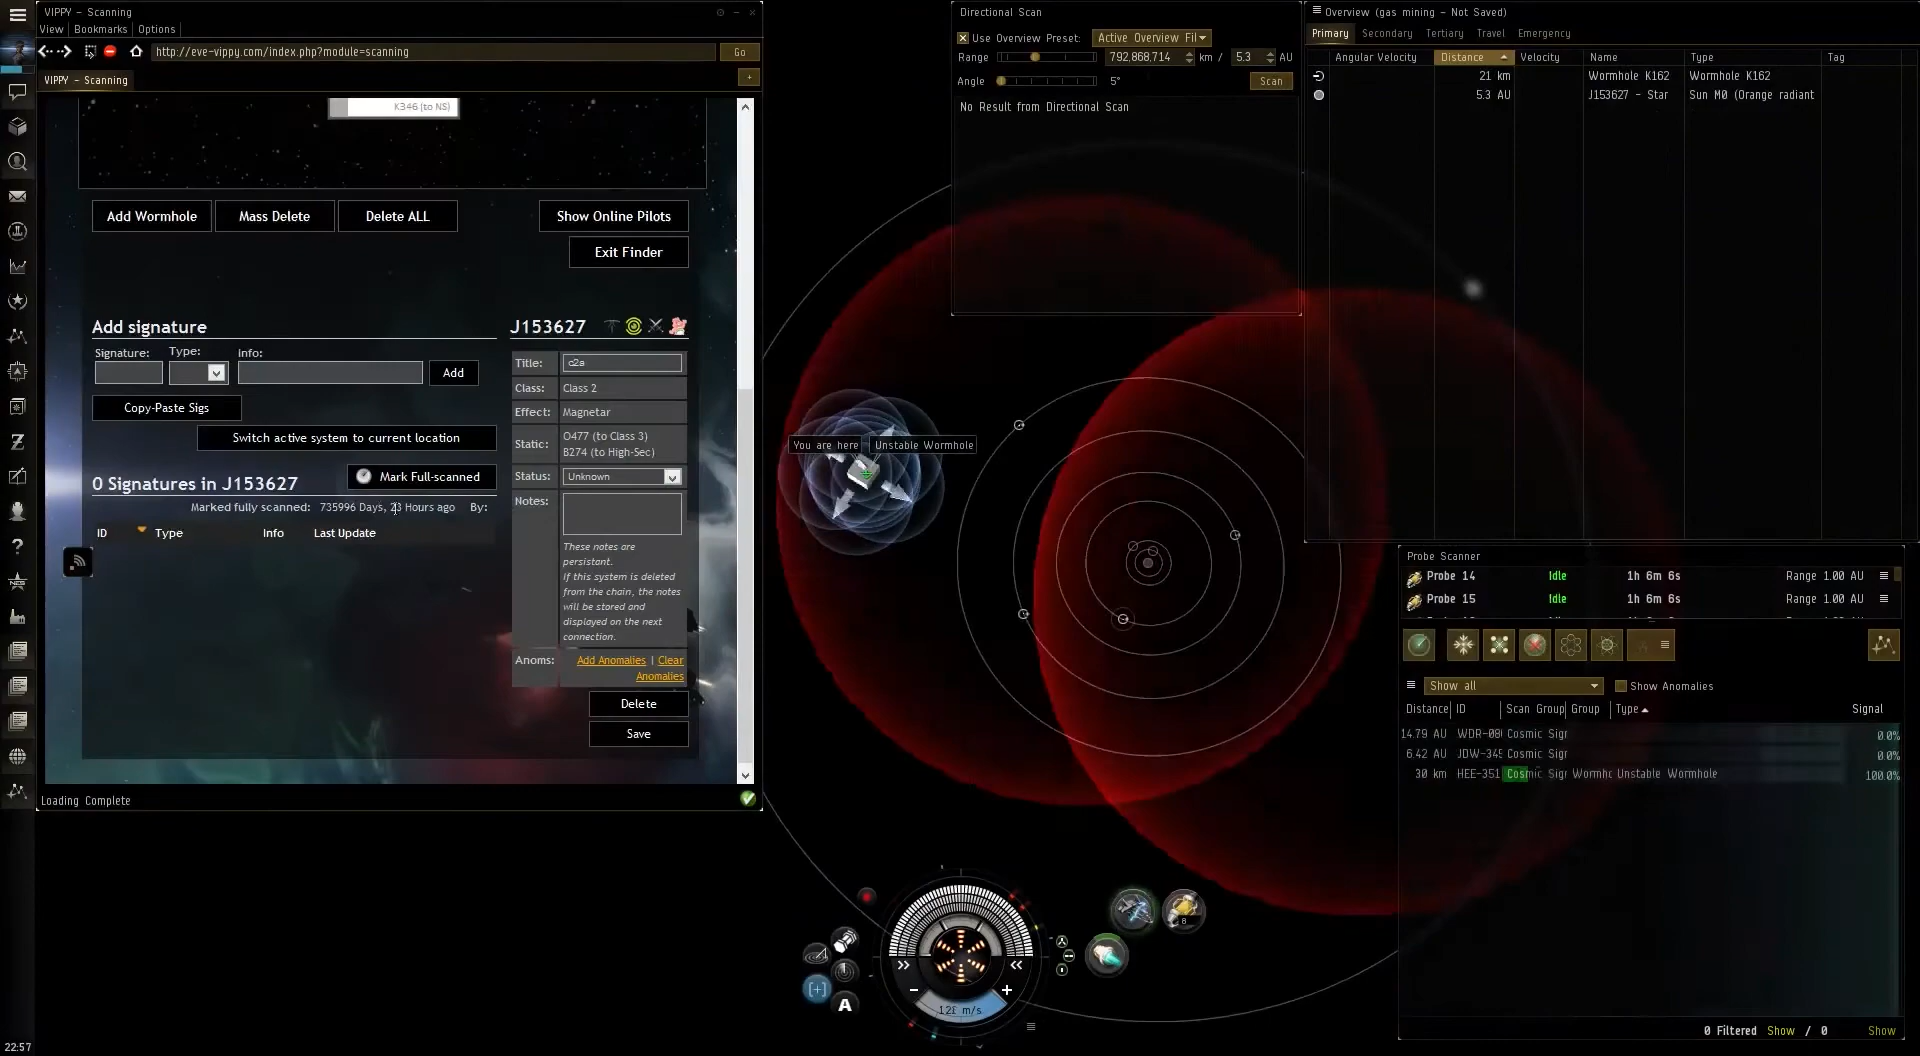 VIPPY - Scanning
View Bookmarks Options
http://eve-vippy.com/index.php?module=scanning
Go
VIPPY - Scanning
K346 (to NS)
Add Wormhole
Mass Delete
Delete ALL
Show Online Pilots
Exit Finder
Add signature
Signature:
Type:
Info:
Add
Copy-Paste Sigs
Switch active system to current location
0 Signatures in J153627
Mark Full-scanned
Marked fully scanned: 735996 Days, 23 Hours ago By:
ID Type Info Last Update
J153627
Title: c2a
Class: Class 2
Effect: Magnetar
Static: O477 (to Class 3)
B274 (to High-Sec)
Status: Unknown
Notes:
These notes are
persistant.
If this system is deleted
from the chain, the notes
will be stored and
displayed on the next
connection.
Anoms: Add Anomalies | Clear
Anomalies
Delete
Save
Loading Complete
22:57
Directional Scan
Use Overview Preset: Active Overview Fil
Range 792,868,714 km / 5.3 AU
Angle 5°
Scan
No Result from Directional Scan
You are here
Unstable Wormhole
Overview (gas mining - Not Saved)
Primary Secondary Tertiary Travel Emergency
Angular Velocity Distance Velocity Name Type Tag
21 km Wormhole K162 Wormhole K162
5.3 AU J153627 - Star Sun M0 (Orange radiant
Probe Scanner
Probe 14 Idle 1h 6m 6s Range 1.00 AU
Probe 15 Idle 1h 6m 6s Range 1.00 AU
Show all
Show Anomalies
Distance ID Scan Group Group Type Signal
14.79 AU Cosmic Sigr 0.0%
6.42 AU JDW-345 Cosmic Sigr 0.0%
30 km HEE-351 Cosmic Sigr Wormhc Unstable Wormhole 100.0%
0 Filtered Show / 0 Show
m/s
A
8